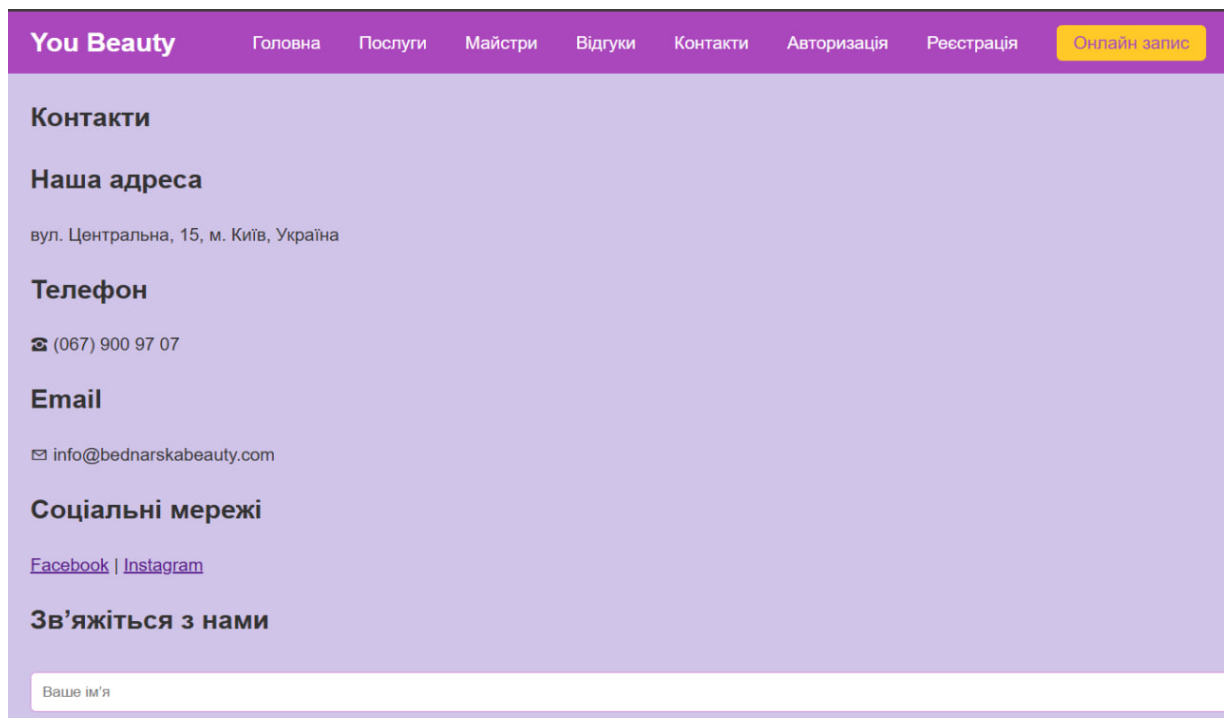 You Beauty Головна Послуги Майстри Відгуки Контакти Авторизація Реєстрація Онлайн запис
Контакти
Наша адреса
вул. Центральна, 15, м. Київ, Україна
Телефон
☎ (067) 900 97 07
Email
✉ info@bednarskabeauty.com
Соціальні мережі
Facebook | Instagram
Зв’яжіться з нами
Ваше ім'я